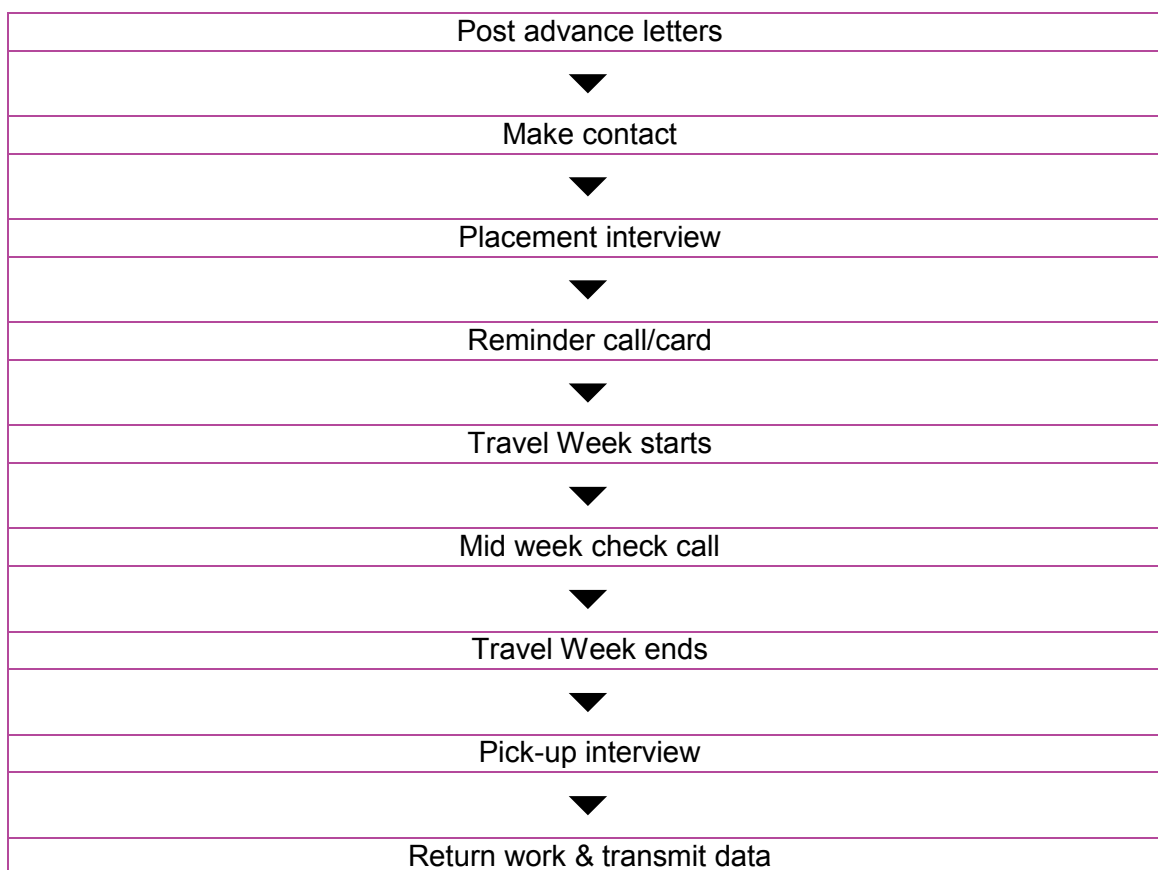 Post advance letters
Make contact
Placement interview
Reminder call/card
Travel Week starts
Mid week check call
Travel Week ends
Pick-up interview
Return work & transmit data